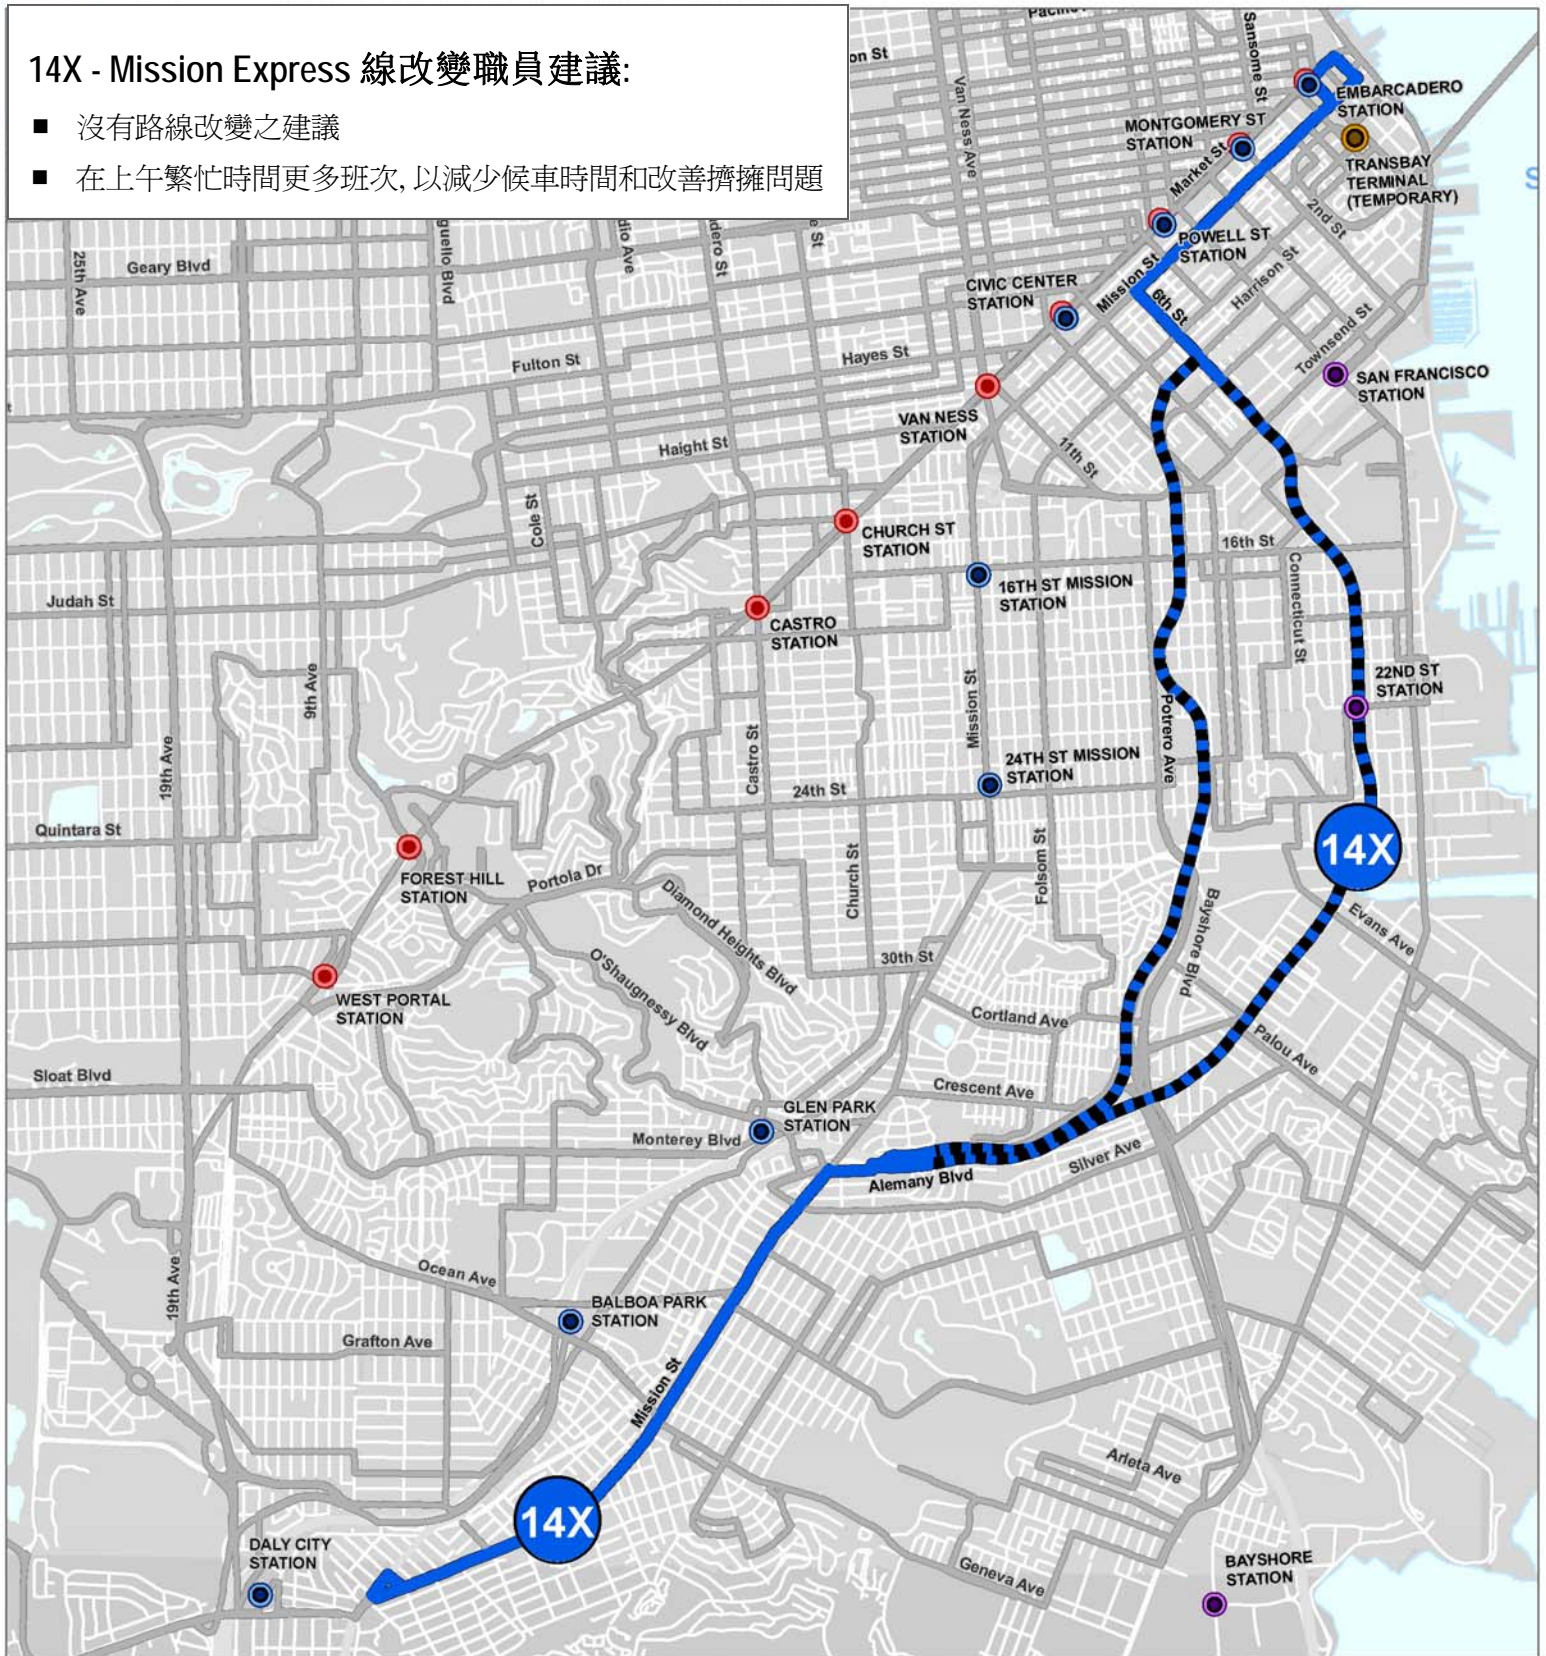 14X - Mission Express 線改變職員建議:
■ 沒有路線改變之建議
■ 在上午繁忙時間更多班次, 以減少候車時間和改善擠擁問題
on St
Van Ness Ave
Sansome St
EMBARCADERO
STATION
MONTGOMERY ST
STATION
Market St
TRANSBAY
TERMINAL
(TEMPORARY)
2nd St
POWELL ST
STATION
25th Ave
Geary Blvd
guello Blvd
dio Ave
dero St
e St
CIVIC CENTER
STATION
Mission St
6th St
Harrison St
Townsend St
Fulton St
Hayes St
SAN FRANCISCO
STATION
VAN NESS
STATION
Haight St
11th St
Cole St
CHURCH ST
STATION
16th St
Connecticut St
16TH ST MISSION
STATION
Judah St
CASTRO
STATION
9th Ave
22ND ST
STATION
Mission St
Potrero Ave
19th Ave
Castro St
24TH ST MISSION
STATION
24th St
Quintara St
14X
FOREST HILL
STATION
Portola Dr
Church St
Folsom St
Diamond Heights Blvd
Bayshore Blvd
Evans Ave
30th St
O'Shaugnessy Blvd
WEST PORTAL
STATION
Cortland Ave
Palou Ave
Sloat Blvd
Crescent Ave
GLEN PARK
STATION
Monterey Blvd
Silver Ave
Alemany Blvd
19th Ave
Ocean Ave
BALBOA PARK
STATION
Grafton Ave
Mission St
Arleta Ave
14X
DALY CITY
STATION
Geneva Ave
BAYSHORE
STATION